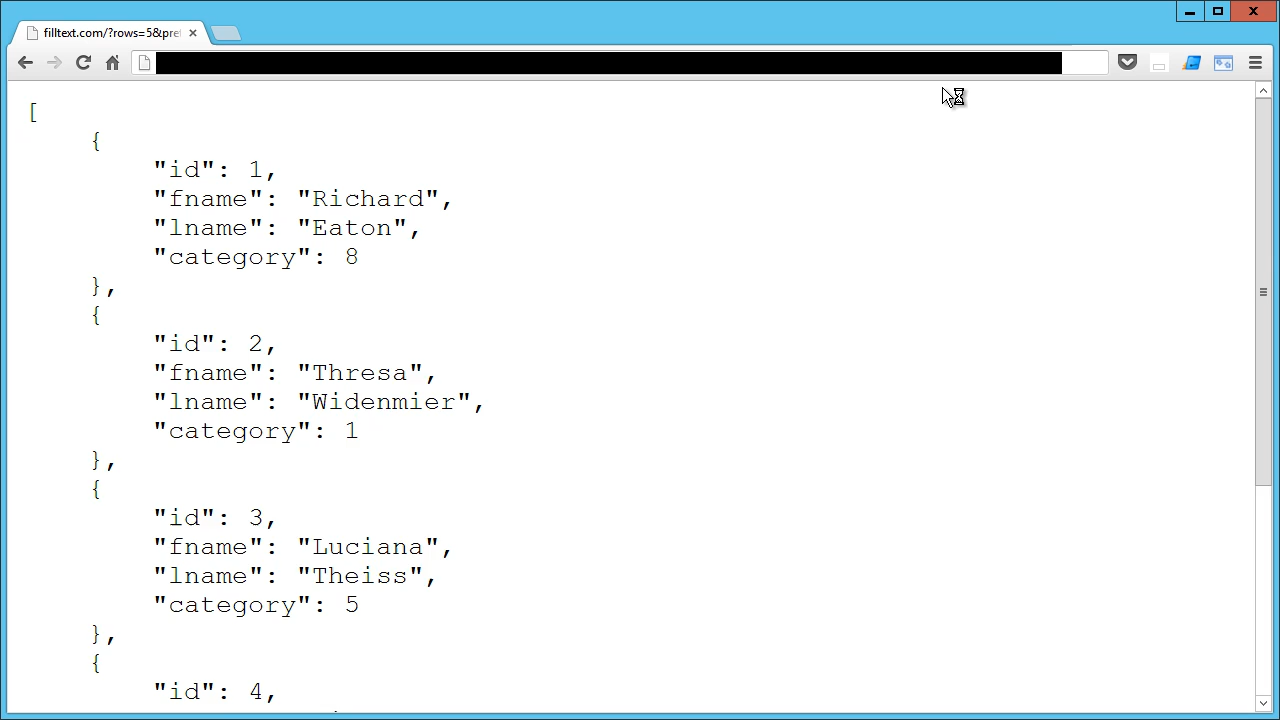 filltext.com/?rows=5&pre
[
{
"id": 1,
"fname": "Richard",
"lname": "Eaton",
"category": 8
},
{
"id": 2,
"fname": "Thresa",
"lname": "Widenmier",
"category": 1
},
{
"id": 3,
"fname": "Luciana",
"lname": "Theiss",
"category": 5
},
{
"id": 4,